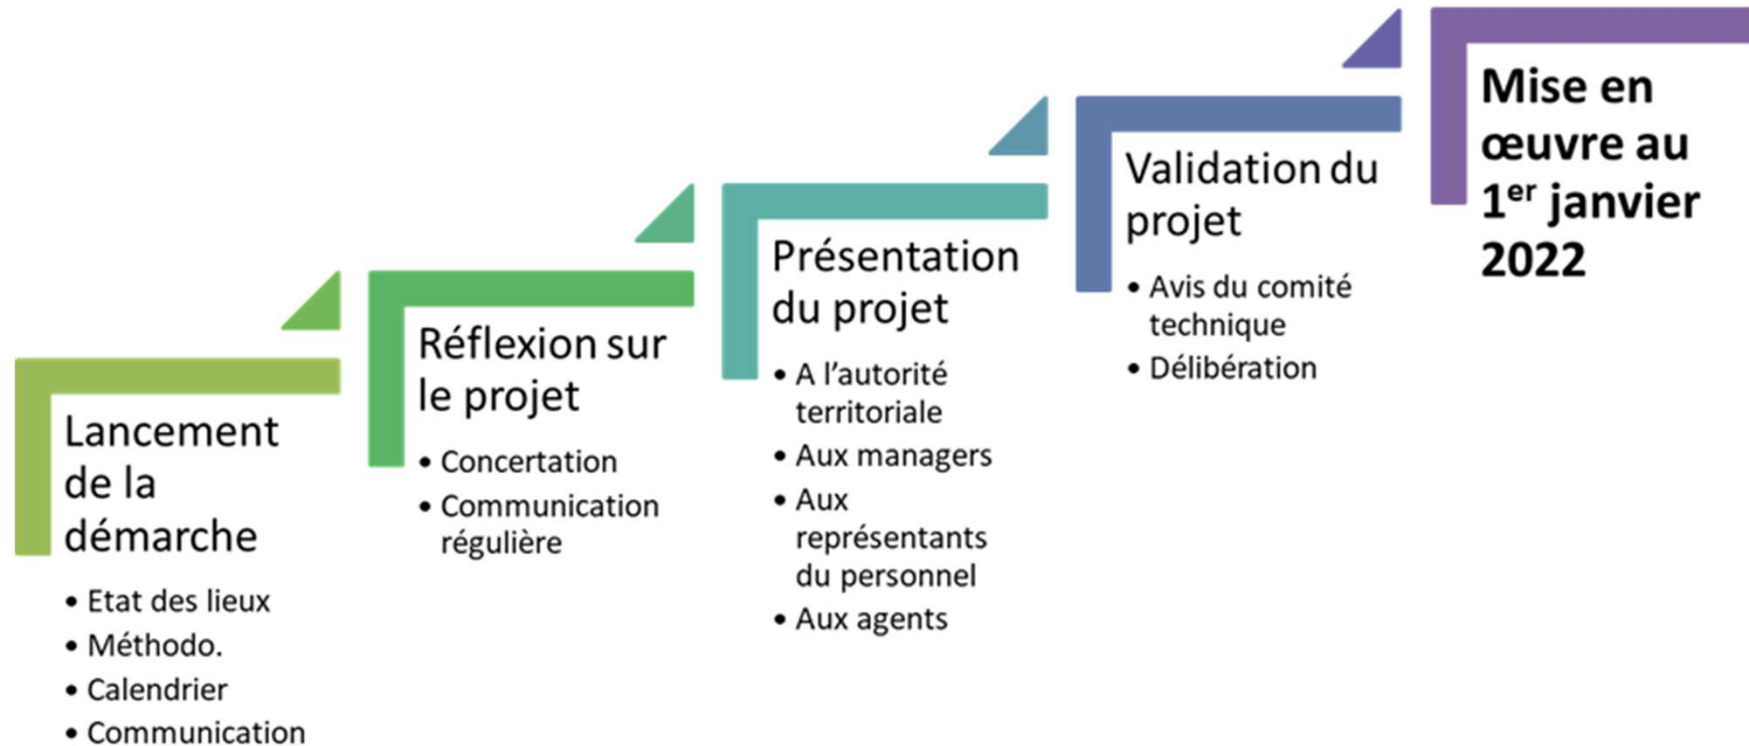 Lancement
de la
démarche
• Etat des lieux
• Méthodo.
• Calendrier
• Communication
Réflexion sur
le projet
• Concertation
• Communication
régulière
Présentation
du projet
• A l’autorité
territoriale
• Aux managers
• Aux
représentants
du personnel
• Aux agents
Validation du
projet
• Avis du comité
technique
• Délibération
Mise en
œuvre au
1er janvier
2022